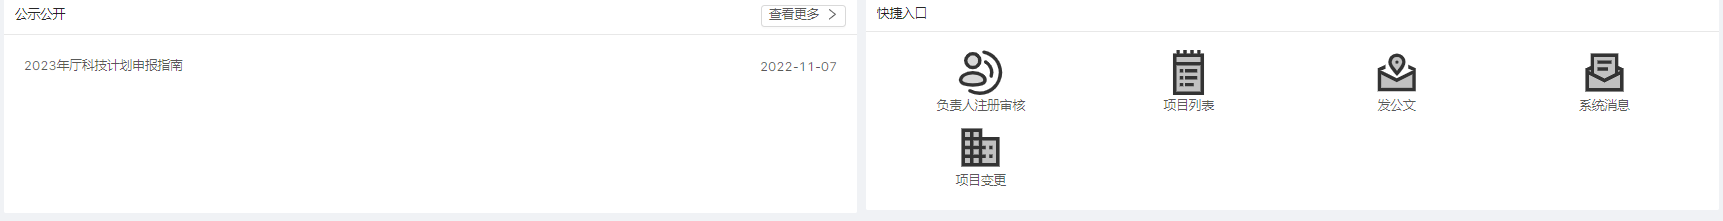 公示公开
查看更多
2023年厅科技计划申报指南
2022-11-07
快捷入口
负责人注册审核
项目列表
发公文
系统消息
项目变更